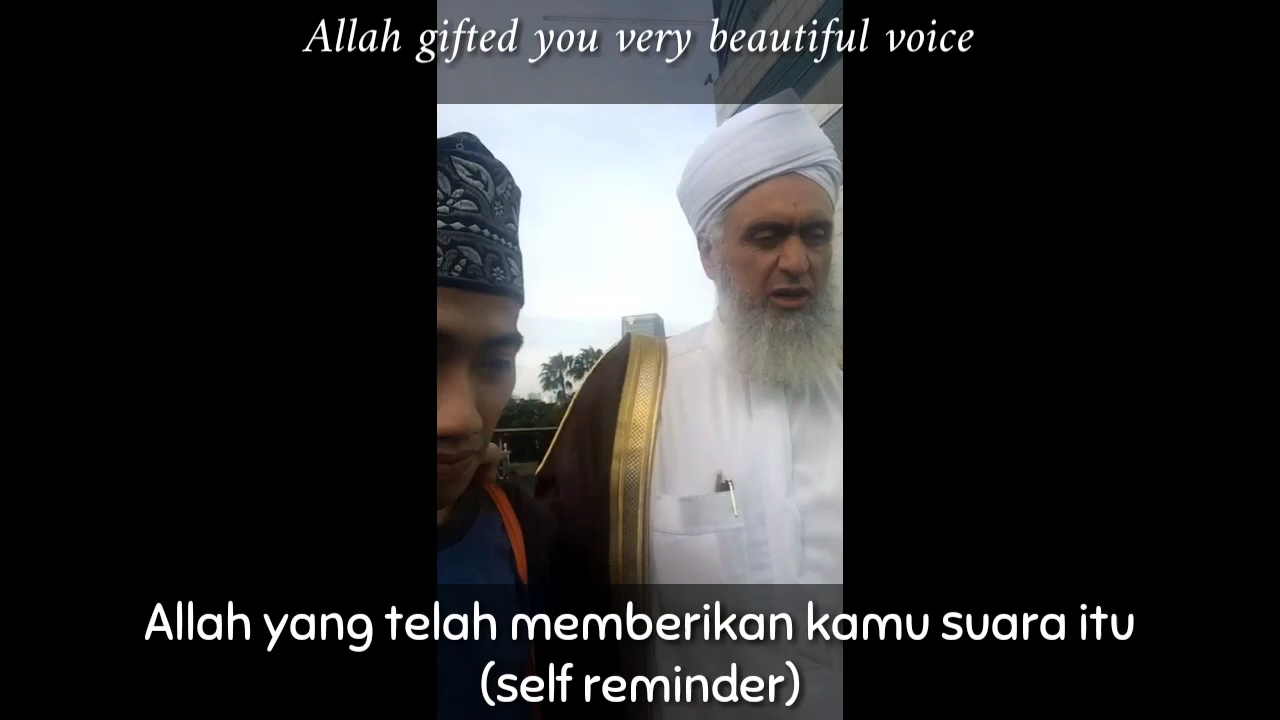 Allah gifted you very beautiful voice
Allah yang telah memberikan kamu suara itu
(self reminder)